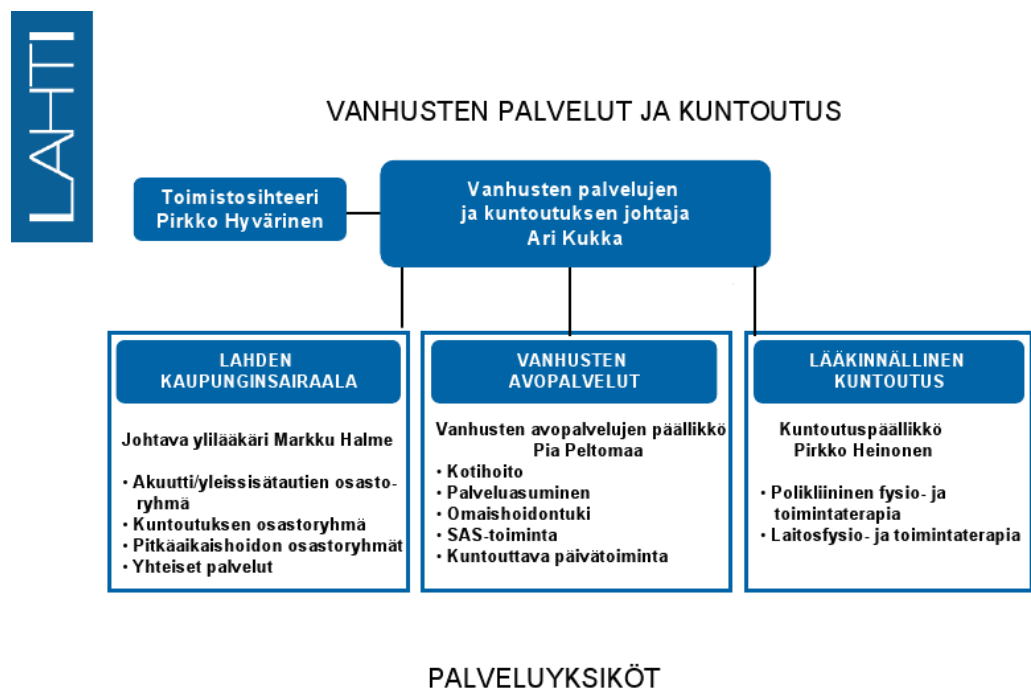 LAHTI
VANHUSTEN PALVELUT JA KUNTOUTUS
Toimistosihteeri
Pirkko Hyvärinen
Vanhusten palvelujen
ja kuntoutuksen johtaja
Ari Kukka
LAHDEN
KAUPUNGINSAIRAALA
Johtava ylilääkäri Markku Halme
• Akuutti/yleissisätautien osasto-
ryhmä
• Kuntoutuksen osastoryhmä
• Pitkäaikaishoidon osastoryhmät
• Yhteiset palvelut
VANHUSTEN
AVOPALVELUT
Vanhusten avopalvelujen päällikkö
Pia Peltomaa
• Kotihoito
• Palveluasuminen
• Omaishoidontuki
• SAS-toiminta
• Kuntouttava päivätoiminta
LÄÄKINNÄLLINEN
KUNTOUTUS
Kuntoutuspäällikkö
Pirkko Heinonen
• Polikliininen fysio- ja
toimintaterapia
• Laitosfysio- ja toimintaterapia
PALVELUYKSIKÖT